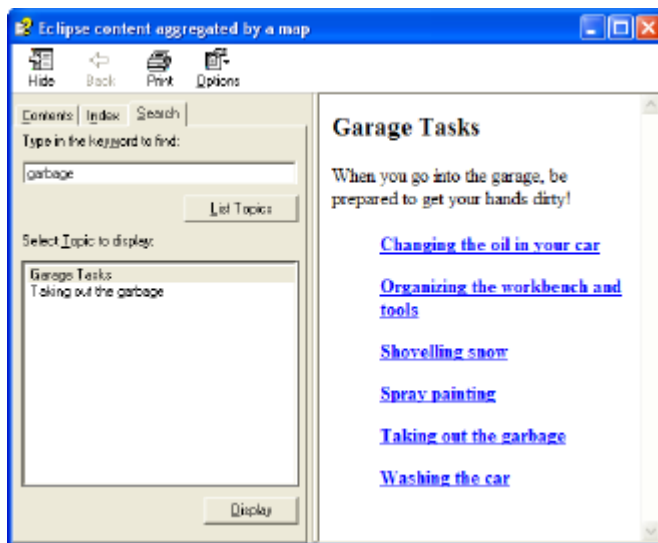 Eclipse content aggregated by a map
Hide Back Print Options
Contents Index Search
Type in the keyword to find:
garbage
List Topics
Select Topic to display:
Garage Tasks
Taking out the garbage
Display
Garage Tasks
When you go into the garage, be
prepared to get your hands dirty!
Changing the oil in your car
Organizing the workbench and
tools
Shovelling snow
Spray painting
Taking out the garbage
Washing the car